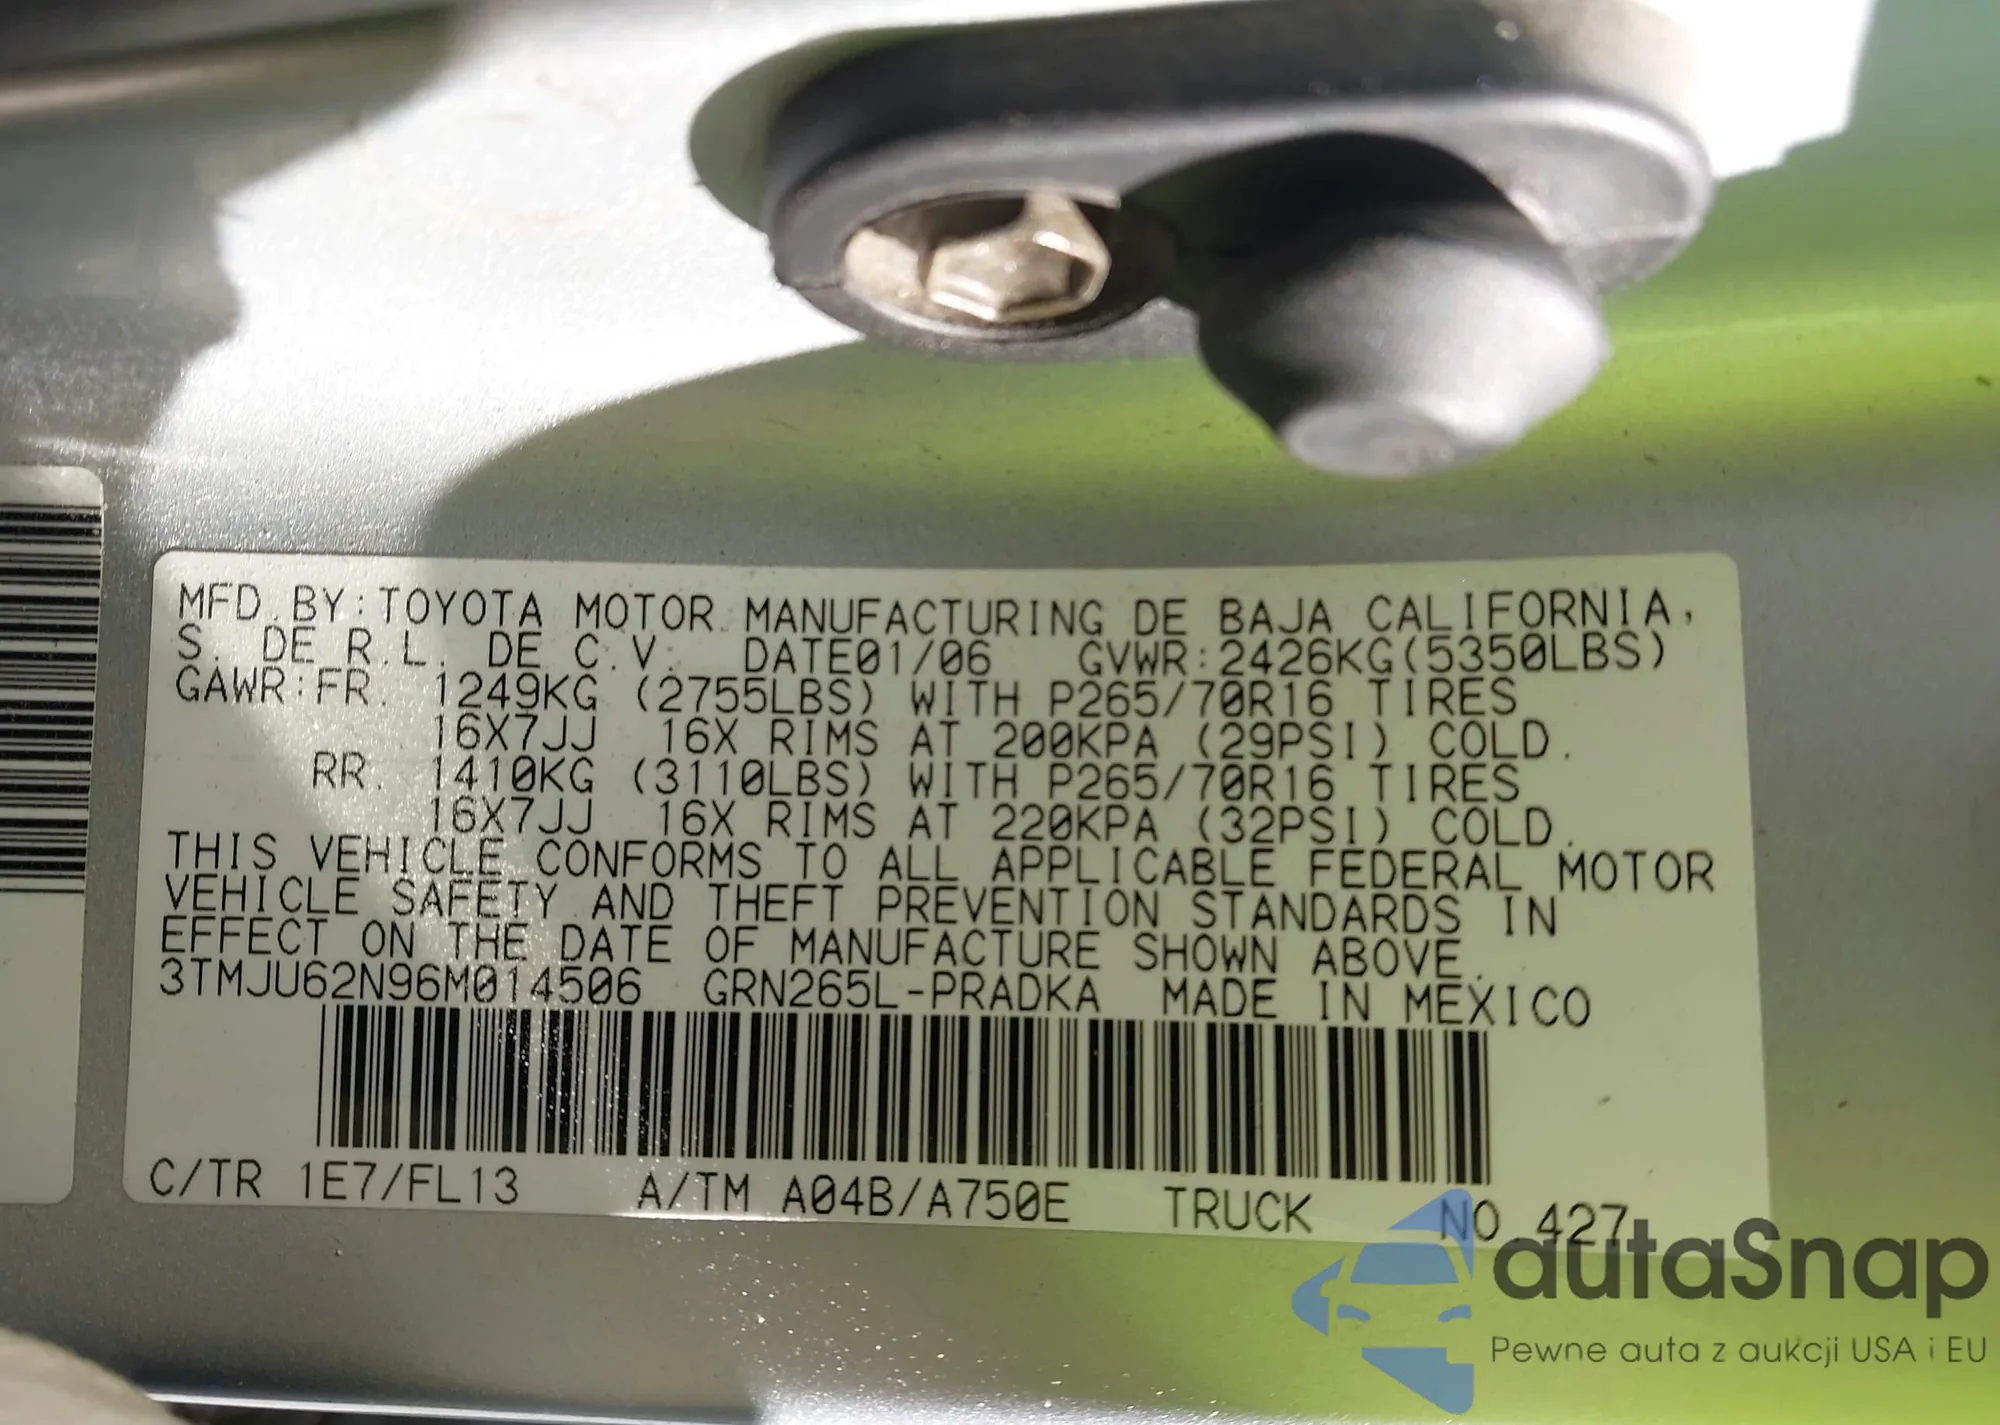 MFD.BY:TOYOTA MOTOR MANUFACTURING DE BAJA CALIFORNIA,
S. DE R.L. DE C.V. DATE01/06 GVWR:2426KG(5350LBS)
GAWR:FR. 1249KG (2755LBS) WITH P265/70R16 TIRES
16X7JJ 16X RIMS AT 200KPA (29PSI) COLD.
RR. 1410KG (3110LBS) WITH P265/70R16 TIRES
16X7JJ 16X RIMS AT 220KPA (32PSI) COLD.
THIS VEHICLE CONFORMS TO ALL APPLICABLE FEDERAL MOTOR
VEHICLE SAFETY AND THEFT PREVENTION STANDARDS IN
EFFECT ON THE DATE OF MANUFACTURE SHOWN ABOVE.
3TMJU62N96M014506 GRN265L-PRADKA MADE IN MEXICO
C/TR 1E7/FL13 A/TM A04B/A750E TRUCK NO.427
autaSnap
Pewne auta z aukcji USA i EU